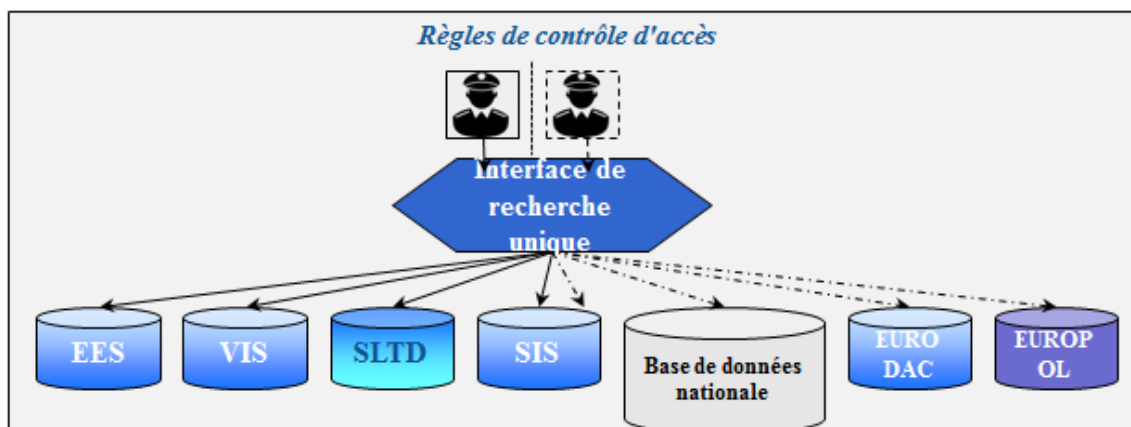 Règles de contrôle d'accès
Interface de
recherche
unique
EES
VIS
SLTD
SIS
Base de données
nationale
EURO
DAC
EUROP
OL